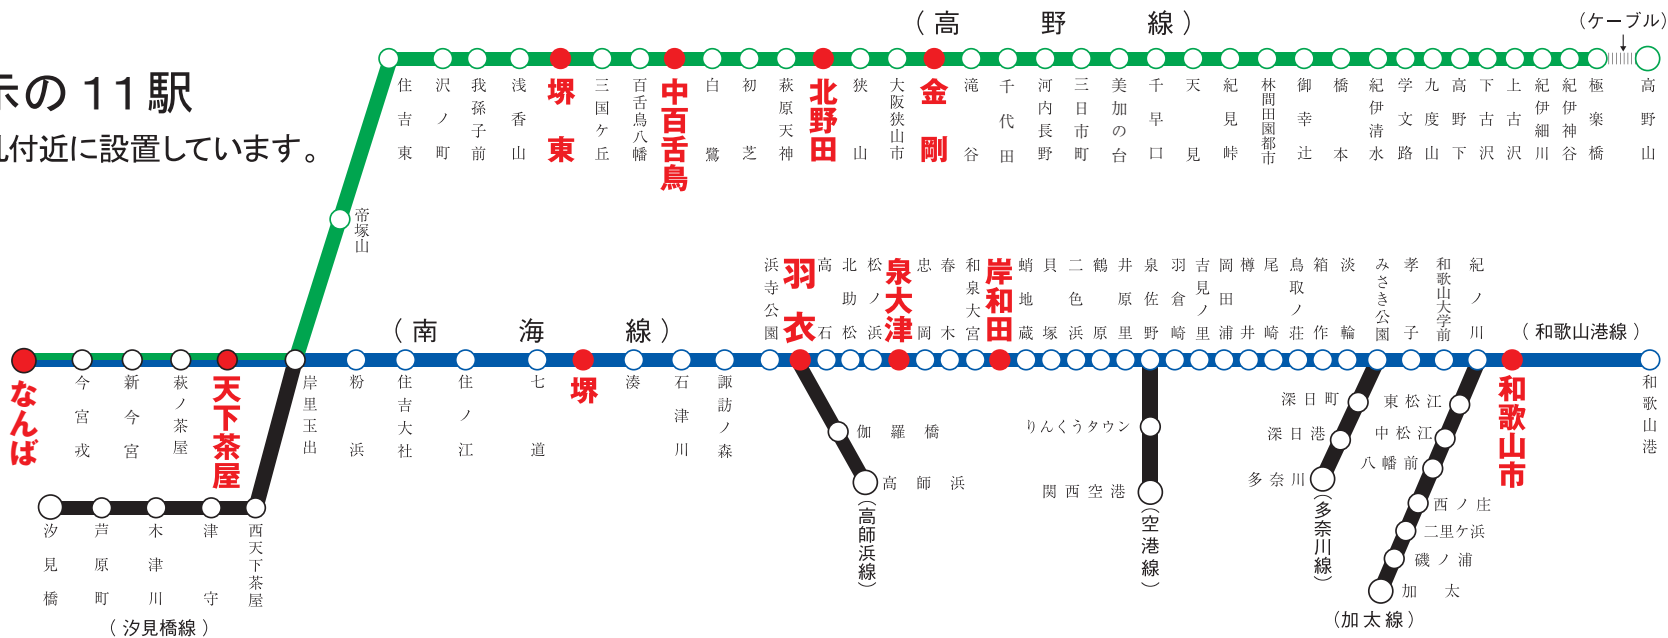 （高野線）
（ケーブル）
示の11駅
札付近に設置しています。
住吉東
沢ノ町
我孫子前
浅香山
堺東
三国ケ丘
百舌鳥八幡
中百舌鳥
白鷺
初芝
萩原天神
北野田
狭山
大阪狭山市
金剛
滝谷
千代田
河内長野
三日市町
美加の台
千早口
天見
紀見峠
林間田園都市
御幸辻
橋本
紀伊清水
学文路
九度山
高野下
下古沢
上古沢
紀伊細川
紀伊神谷
極楽橋
高野山
帝塚山
（南海線）
浜寺公園
羽衣
高石
北助松
松ノ浜
泉大津
忠岡
春木
和泉大宮
岸和田
蛸地蔵
貝塚
二色浜
鶴原
井原里
泉佐野
羽倉崎
吉見ノ里
岡田浦
樽井
尾崎
鳥取ノ荘
箱作
淡輪
みさき公園
孝子
和歌山大学前
紀ノ川
（和歌山港線）
なんば
今宮戎
新今宮
萩ノ茶屋
天下茶屋
岸里玉出
粉浜
住吉大社
住ノ江
七道
堺
湊
石津川
諏訪ノ森
和歌山市
和歌山港
伽羅橋
高師浜
（高師浜線）
りんくうタウン
関西空港
（空港線）
深日町
深日港
多奈川
（多奈川線）
東松江
中松江
八幡前
西ノ庄
二里ケ浜
磯ノ浦
加太
（加太線）
汐見橋
芦原町
木津川
津守
西天下茶屋
（汐見橋線）